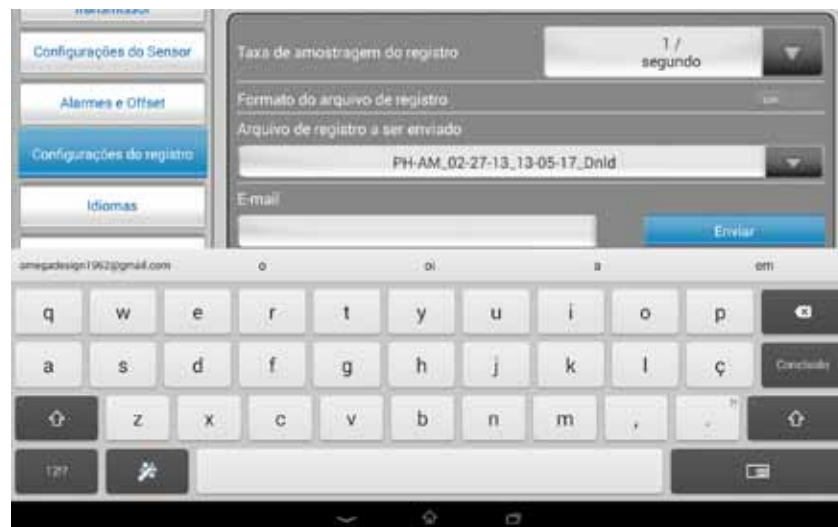 Transmissor
Configurações do Sensor
Alarmes e Offset
Configurações do registro
Idiomas
Taxa de amostragem do registro
1 /
segundo
Formato do arquivo de registro
Arquivo de registro a ser enviado
PH-AM_02-27-13_13-05-17_Dnld
E-mail
Enviar
omegadesign1962@gmail.com o oi a em
q w e r t y u i o p
a s d f g h j k l ç Concluído
z x c v b n m , . ?!
12!?